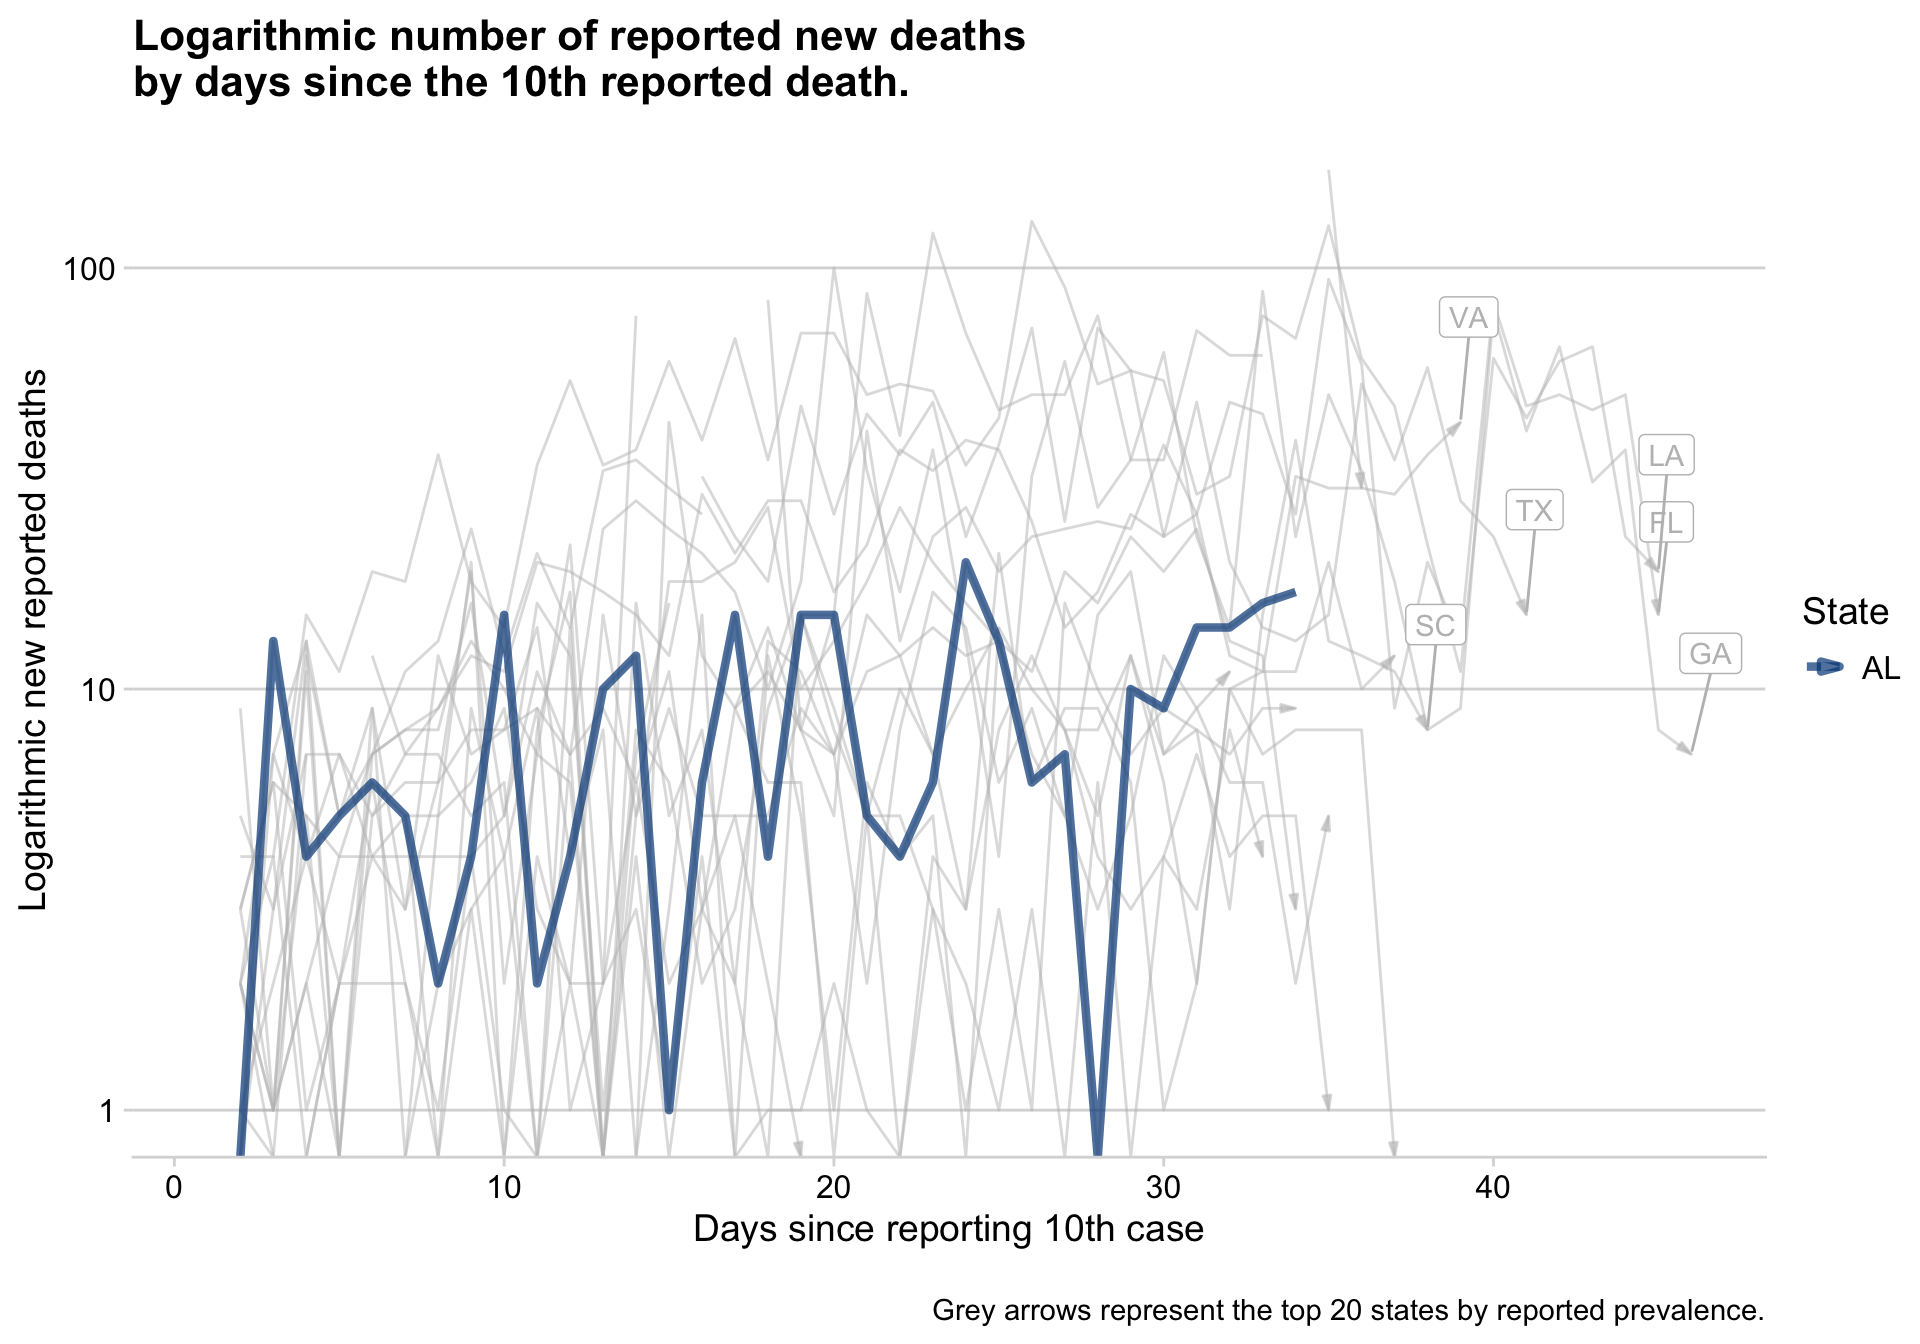 Logarithmic number of reported new deaths
by days since the 10th reported death.
Logarithmic new reported deaths
100
10
1
VA
LA
TX
FL
SC
GA
State
AL
0 10 20 30 40
Days since reporting 10th case
Grey arrows represent the top 20 states by reported prevalence.